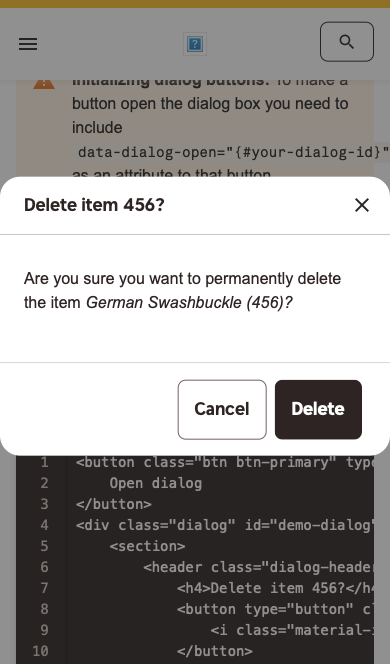 Initializing dialog buttons: To make a
button open the dialog box you need to
include
data-dialog-open="{#your-dialog-id}"
as an attribute to that button
Delete item 456?
Are you sure you want to permanently delete
the item German Swashbuckle (456)?
Cancel Delete
1 <button class="btn btn-primary" type
2 Open dialog
3 </button>
4 <div class="dialog" id="demo-dialog"
5 <section>
6 <header class="dialog-header
7 <h4>Delete item 456?</h4
8 <button type="button" cl
9 <i class="material-i
10 </button>